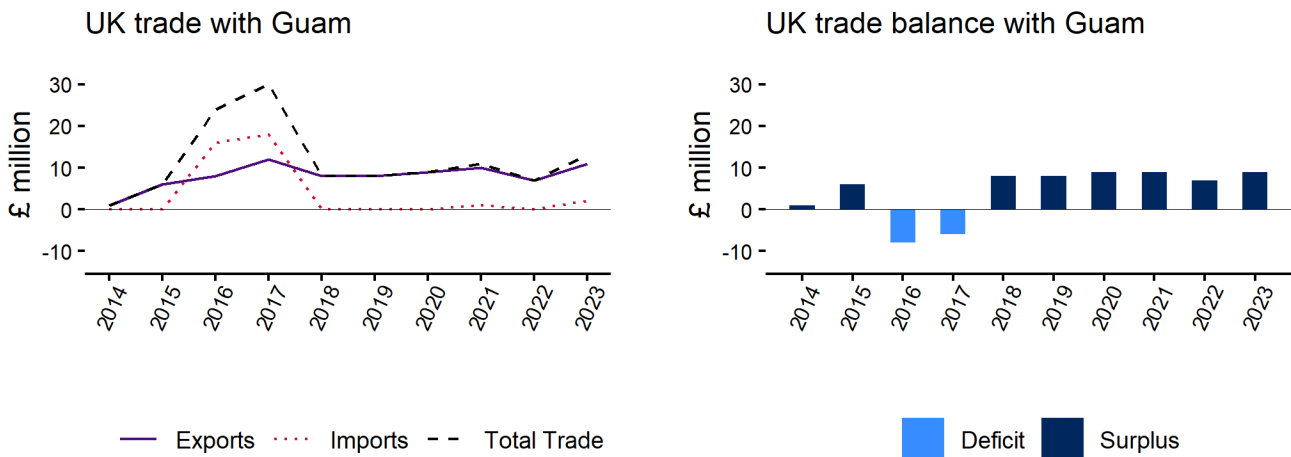 UK trade with Guam
£ million
30
20
10
0
-10
2014 2015 2016 2017 2018 2019 2020 2021 2022 2023
Exports Imports Total Trade
UK trade balance with Guam
£ million
30
20
10
0
-10
2014 2015 2016 2017 2018 2019 2020 2021 2022 2023
Deficit Surplus